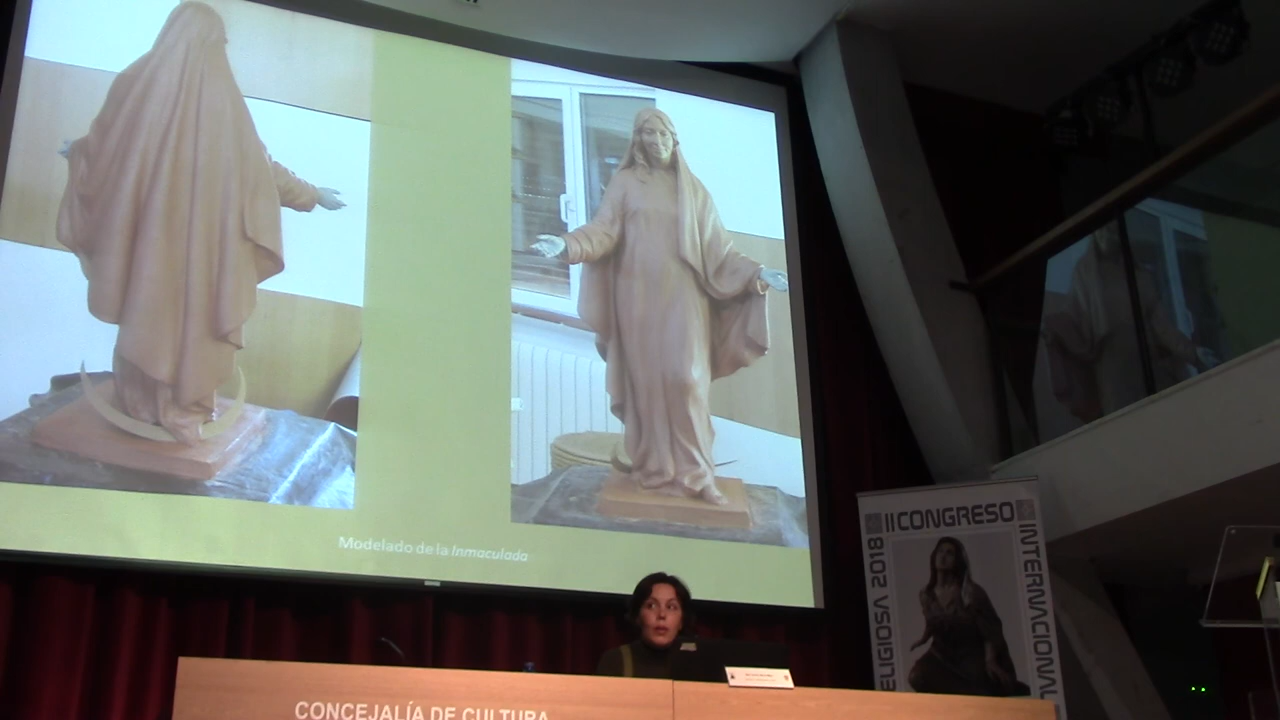 Modelado de la Inmaculada
II CONGRESO
INTERNACIONAL
ELIGIOSA 2018
CONCEJALÍA DE CULTURA